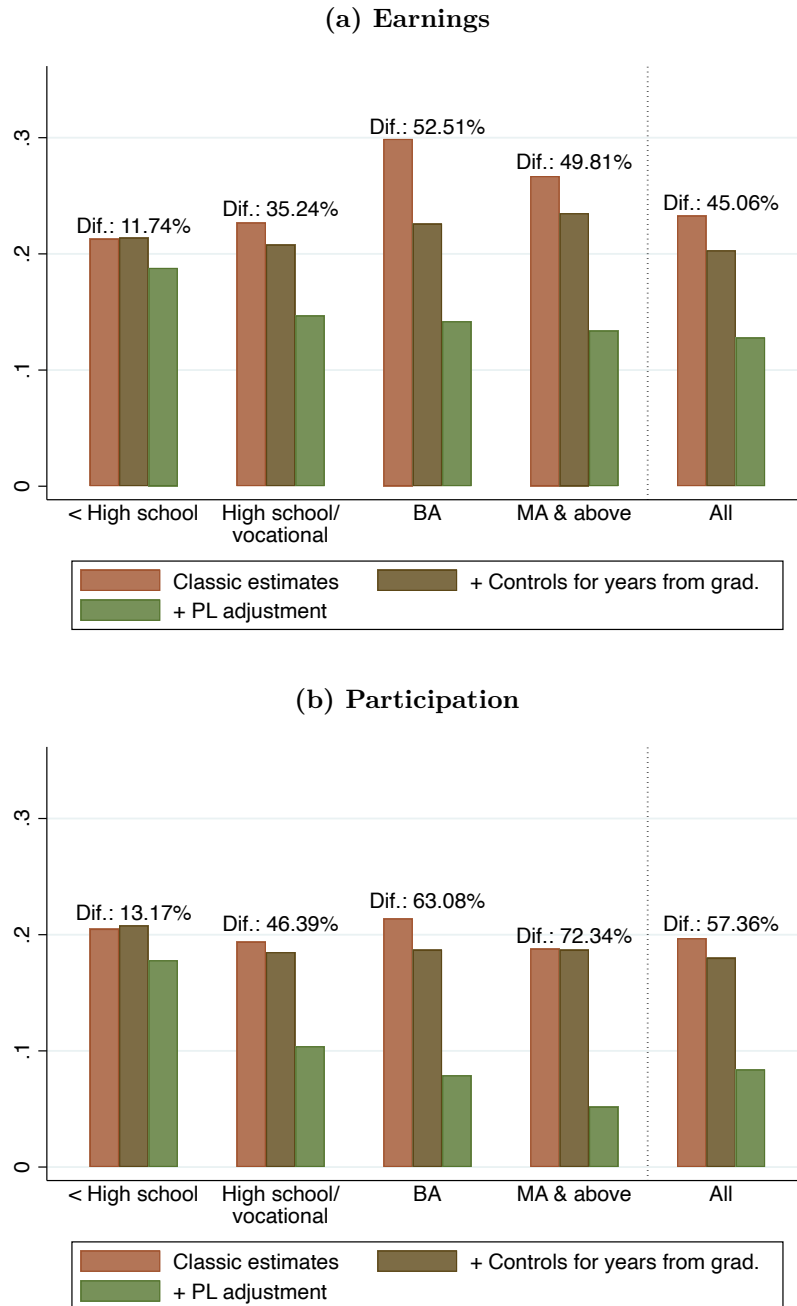 (a) Earnings
.3
.2
.1
0
Dif.: 11.74%
Dif.: 35.24%
Dif.: 52.51%
Dif.: 49.81%
Dif.: 45.06%
< High school
High school/
vocational
BA
MA & above
All
Classic estimates
+ Controls for years from grad.
+ PL adjustment
(b) Participation
.3
.2
.1
0
Dif.: 13.17%
Dif.: 46.39%
Dif.: 63.08%
Dif.: 72.34%
Dif.: 57.36%
< High school
High school/
vocational
BA
MA & above
All
Classic estimates
+ Controls for years from grad.
+ PL adjustment